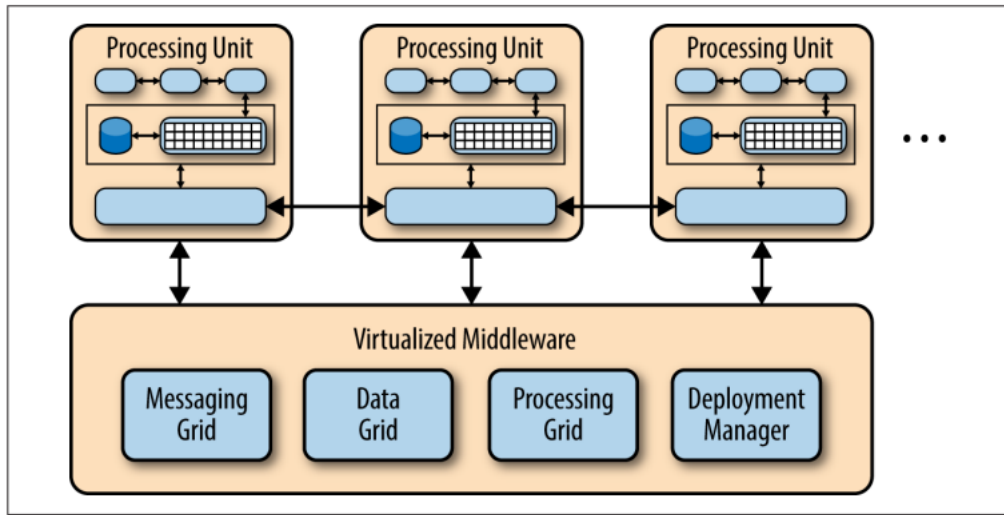 Processing Unit
Processing Unit
Processing Unit
...
Virtualized Middleware
Messaging
Grid
Data
Grid
Processing
Grid
Deployment
Manager